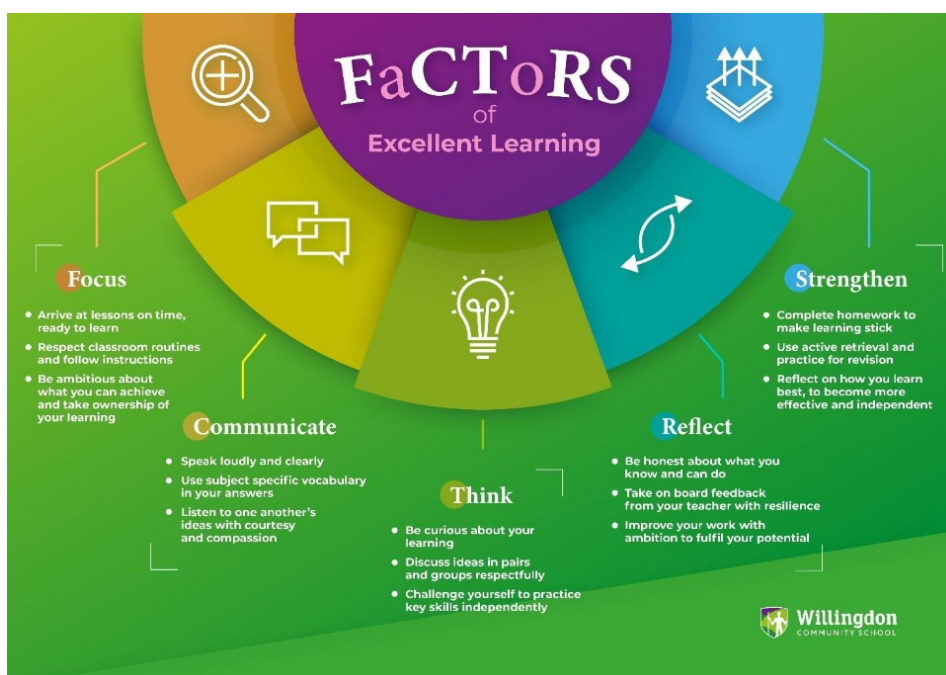 FaCToRS
of
Excellent Learning
Focus
• Arrive at lessons on time,
ready to learn
• Respect classroom routines
and follow instructions
• Be ambitious about
what you can achieve
and take ownership of
your learning
Communicate
• Speak loudly and clearly
• Use subject specific vocabulary
in your answers
• Listen to one another's
ideas with courtesy
and compassion
Think
• Be curious about your
learning
• Discuss ideas in pairs
and groups respectfully
• Challenge yourself to practice
key skills independently
Reflect
• Be honest about what you
know and can do
• Take on board feedback
from your teacher with resilience
• Improve your work with
ambition to fulfil your potential
Strengthen
• Complete homework to
make learning stick
• Use active retrieval and
practice for revision
• Reflect on how you learn
best, to become more
effective and independent
Willingdon
COMMUNITY SCHOOL